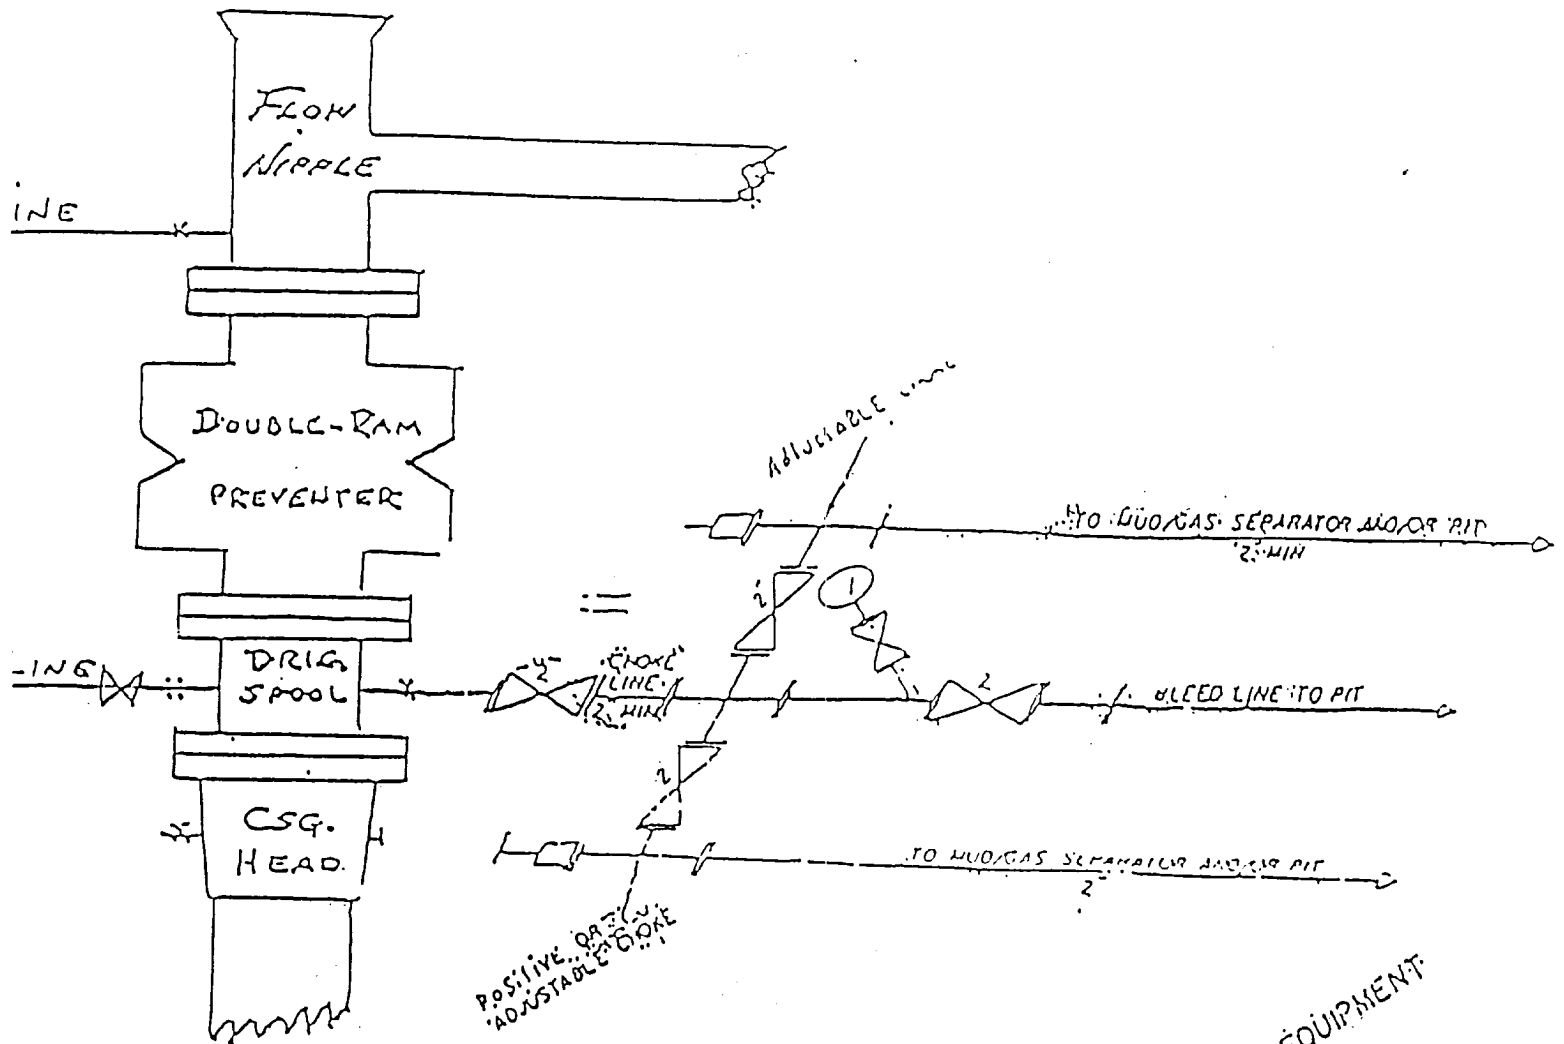 FLOW
NIPPLE
INE
DOUBLE-RAM
PREVENTER
ADJUSTABLE
TO MUD/GAS SEPARATOR AND/OR PIT
2" MIN
2"
1
-ING
DRLG
SPOOL
2"
"CHOKE"
LINE
2" MIN
2
BLEED LINE TO PIT
2
CSG.
HEAD
TO MUD/GAS SEPARATOR AND/OR PIT
2"
POSITIVE OR
ADJUSTABLE CHOKE
EQUIPMENT